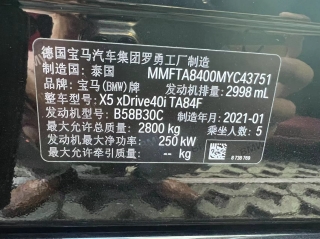 德国宝马汽车集团罗勇工厂制造
制造国：泰国 MMFTA8400MYC43751
品牌：宝马(BMW)牌 发动机排量：2998 mL
整车型号：X5 xDrive40i TA84F
发动机型号：B58B30C 制造年月：2021-01
最大允许总质量：2800 kg 乘坐人数：5
发动机最大净功率：250 kW
最大允许牵引质量：-- kg